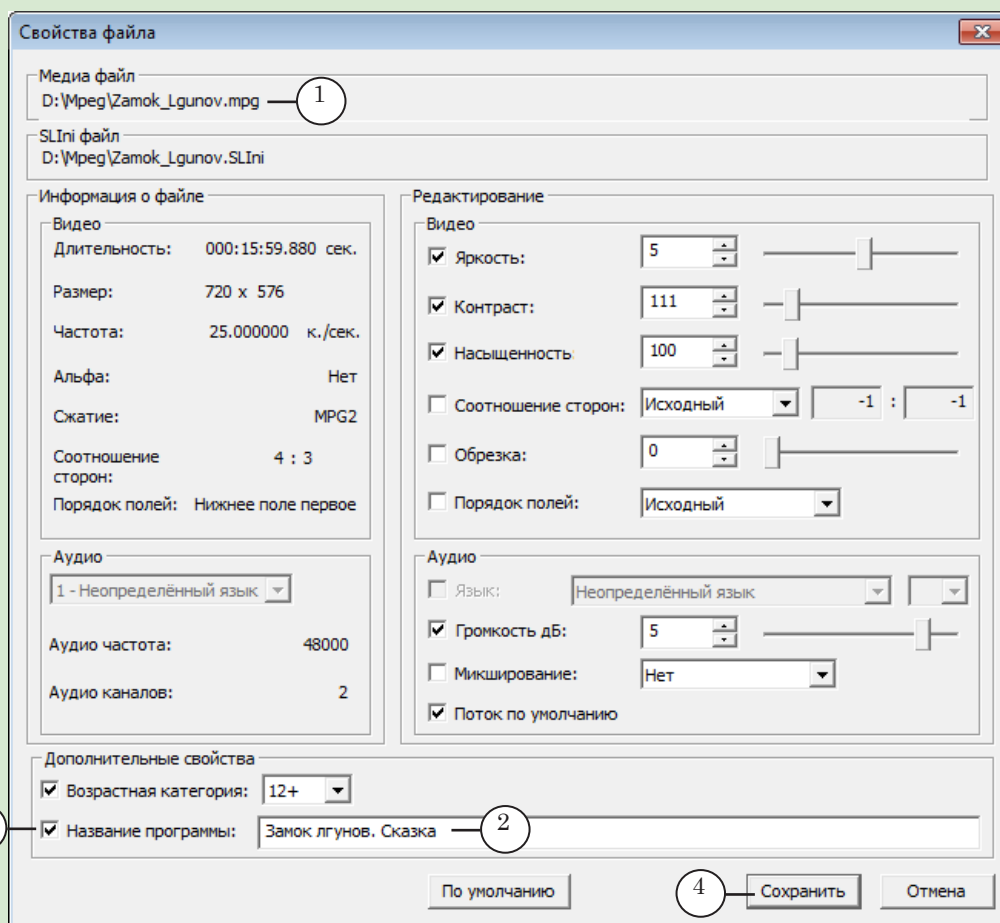 Свойства файла
Медиа файл
D:\Mpeg\Zamok_Lgunov.mpg
1
SLIni файл
D:\Mpeg\Zamok_Lgunov.SLIni
Информация о файле
Видео
Длительность: 000:15:59.880 сек.
Размер: 720 x 576
Частота: 25.000000 к./сек.
Альфа: Нет
Сжатие: MPG2
Соотношение сторон: 4 : 3
Порядок полей: Нижнее поле первое
Аудио
1 - Неопределённый язык
Аудио частота: 48000
Аудио каналов: 2
Редактирование
Видео
Яркость: 5
Контраст: 111
Насыщенность 100
Соотношение сторон: Исходный -1 : -1
Обрезка: 0
Порядок полей: Исходный
Аудио
Язык: Неопределённый язык
Громкость дБ: 5
Микширование: Нет
Поток по умолчанию
Дополнительные свойства
Возрастная категория: 12+
Название программы: Замок лгунов. Сказка
2
По умолчанию
4
Сохранить
Отмена